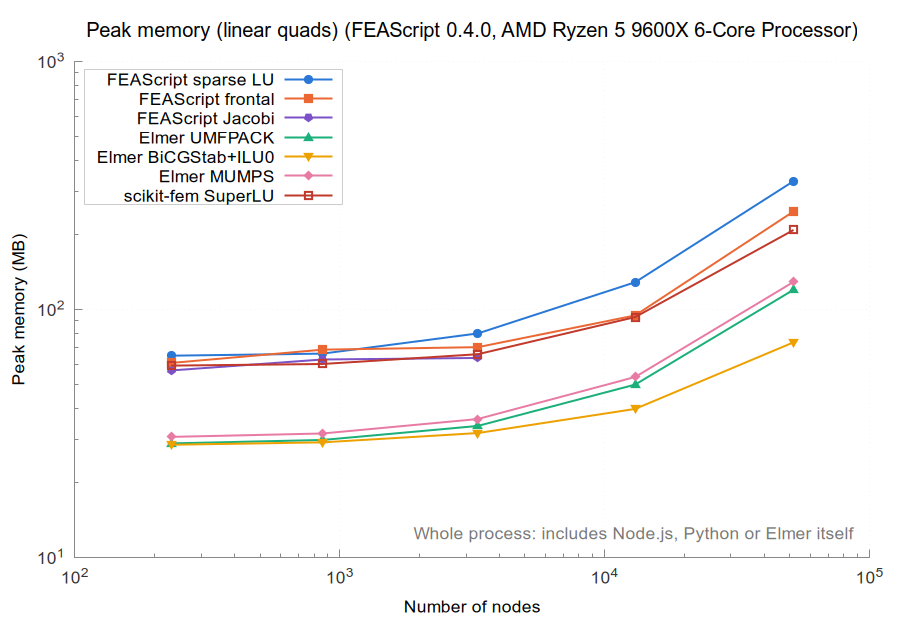 Peak memory (linear quads) (FEAScript 0.4.0, AMD Ryzen 5 9600X 6-Core Processor)
10³
FEAScript sparse LU
FEAScript frontal
FEAScript Jacobi
Elmer UMFPACK
Elmer BiCGStab+ILU0
Elmer MUMPS
scikit-fem SuperLU
Peak memory (MB)
10²
Whole process: includes Node.js, Python or Elmer itself
10¹
10² 10³ 10⁴ 10⁵
Number of nodes